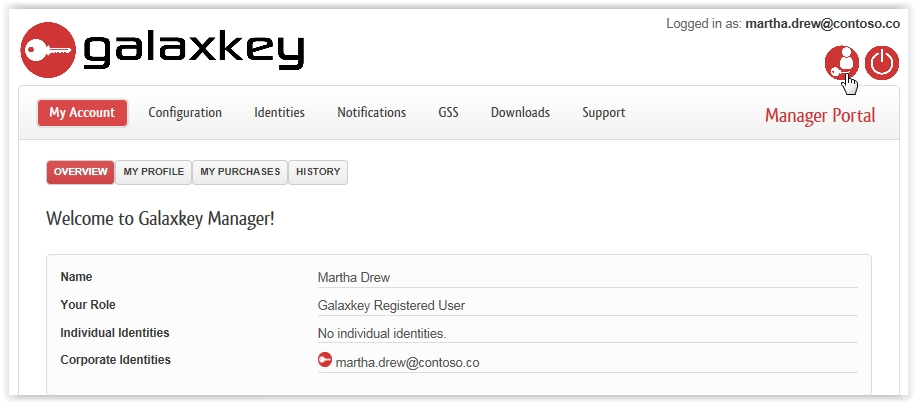 Logged in as: martha.drew@contoso.co
galaxkey
My Account Configuration Identities Notifications GSS Downloads Support Manager Portal
OVERVIEW MY PROFILE MY PURCHASES HISTORY
Welcome to Galaxkey Manager!
Name Martha Drew
Your Role Galaxkey Registered User
Individual Identities No individual identities.
Corporate Identities martha.drew@contoso.co